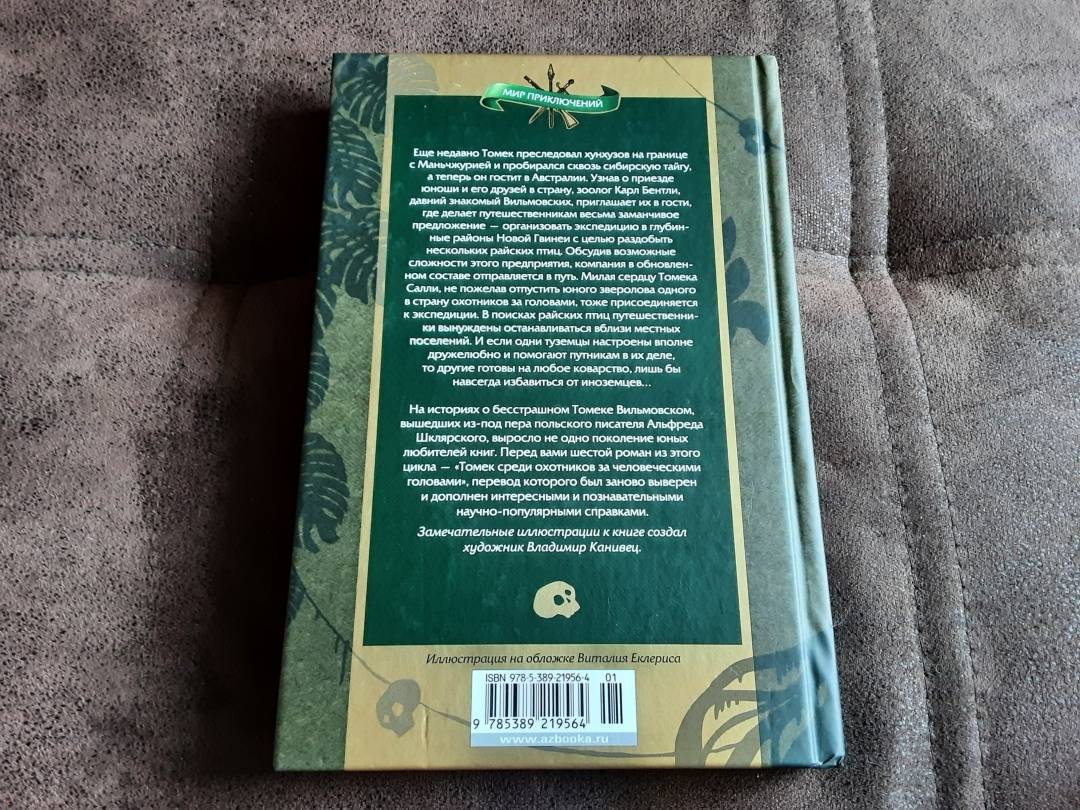 МИР ПРИКЛЮЧЕНИЙ
Еще недавно Томек преследовал хунхузов на границе
с Маньчжурией и пробирался сквозь сибирскую тайгу,
а теперь он гостит в Австралии. Узнав о приезде
юноши и его друзей в страну, зоолог Карл Бентли,
давний знакомый Вильмовских, приглашает их в гости,
где делает путешественникам весьма заманчивое
предложение — организовать экспедицию в глубин-
ные районы Новой Гвинеи с целью раздобыть
нескольких райских птиц. Обсудив возможные
сложности этого предприятия, компания в обновлен-
ном составе отправляется в путь. Милая сердцу Томека
Салли, не пожелав отпустить юного зверолова одного
в страну охотников за головами, тоже присоединяется
к экспедиции. В поисках райских птиц путешественни-
ки вынуждены останавливаться вблизи местных
поселений. И если одни туземцы настроены вполне
дружелюбно и помогают путникам в их деле,
то другие готовы на любое коварство, лишь бы
навсегда избавиться от иноземцев...
На историях о бесстрашном Томеке Вильмовском,
вышедших из-под пера польского писателя Альфреда
Шклярского, выросло не одно поколение юных
любителей книг. Перед вами шестой роман из этого
цикла — «Томек среди охотников за человеческими
головами», перевод которого был заново выверен
и дополнен интересными и познавательными
научно-популярными справками.
Замечательные иллюстрации к книге создал
художник Владимир Канивец.
Иллюстрация на обложке Виталия Еклериса
ISBN 978-5-389-21956-4 01
9 785389 219564
www.azbooka.ru